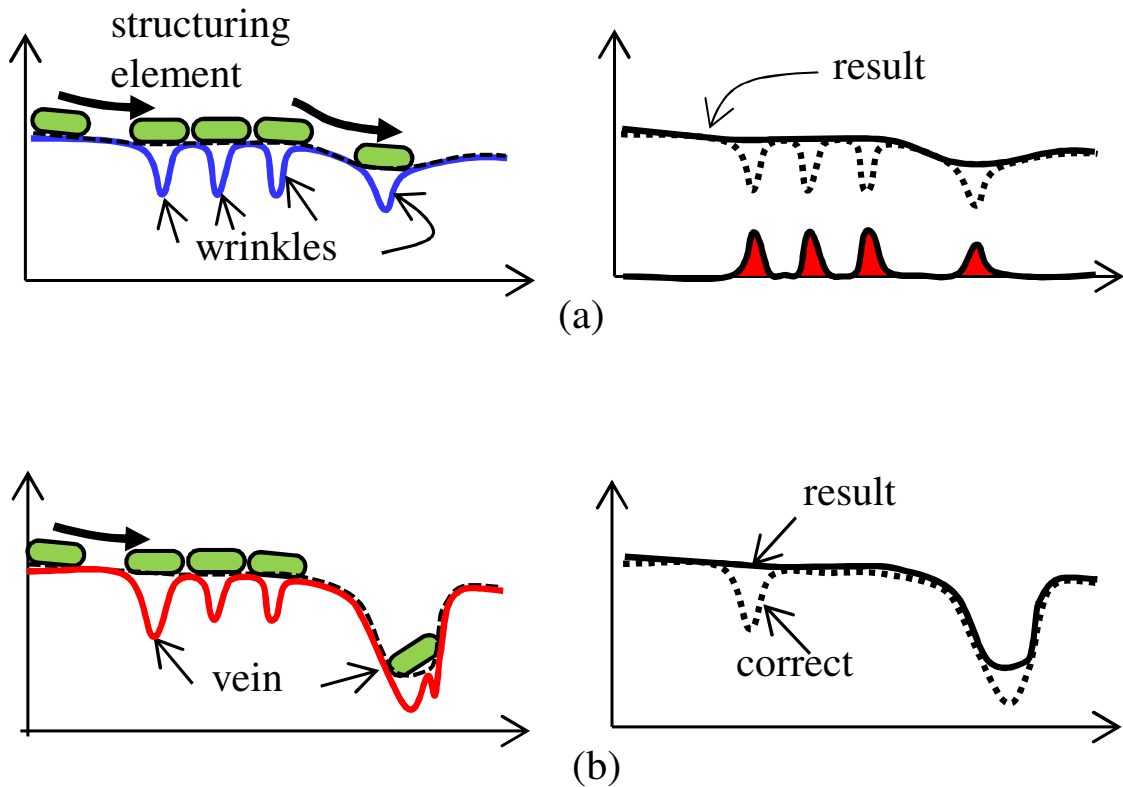 structuring
element
wrinkles
result
(a)
vein
result
correct
(b)